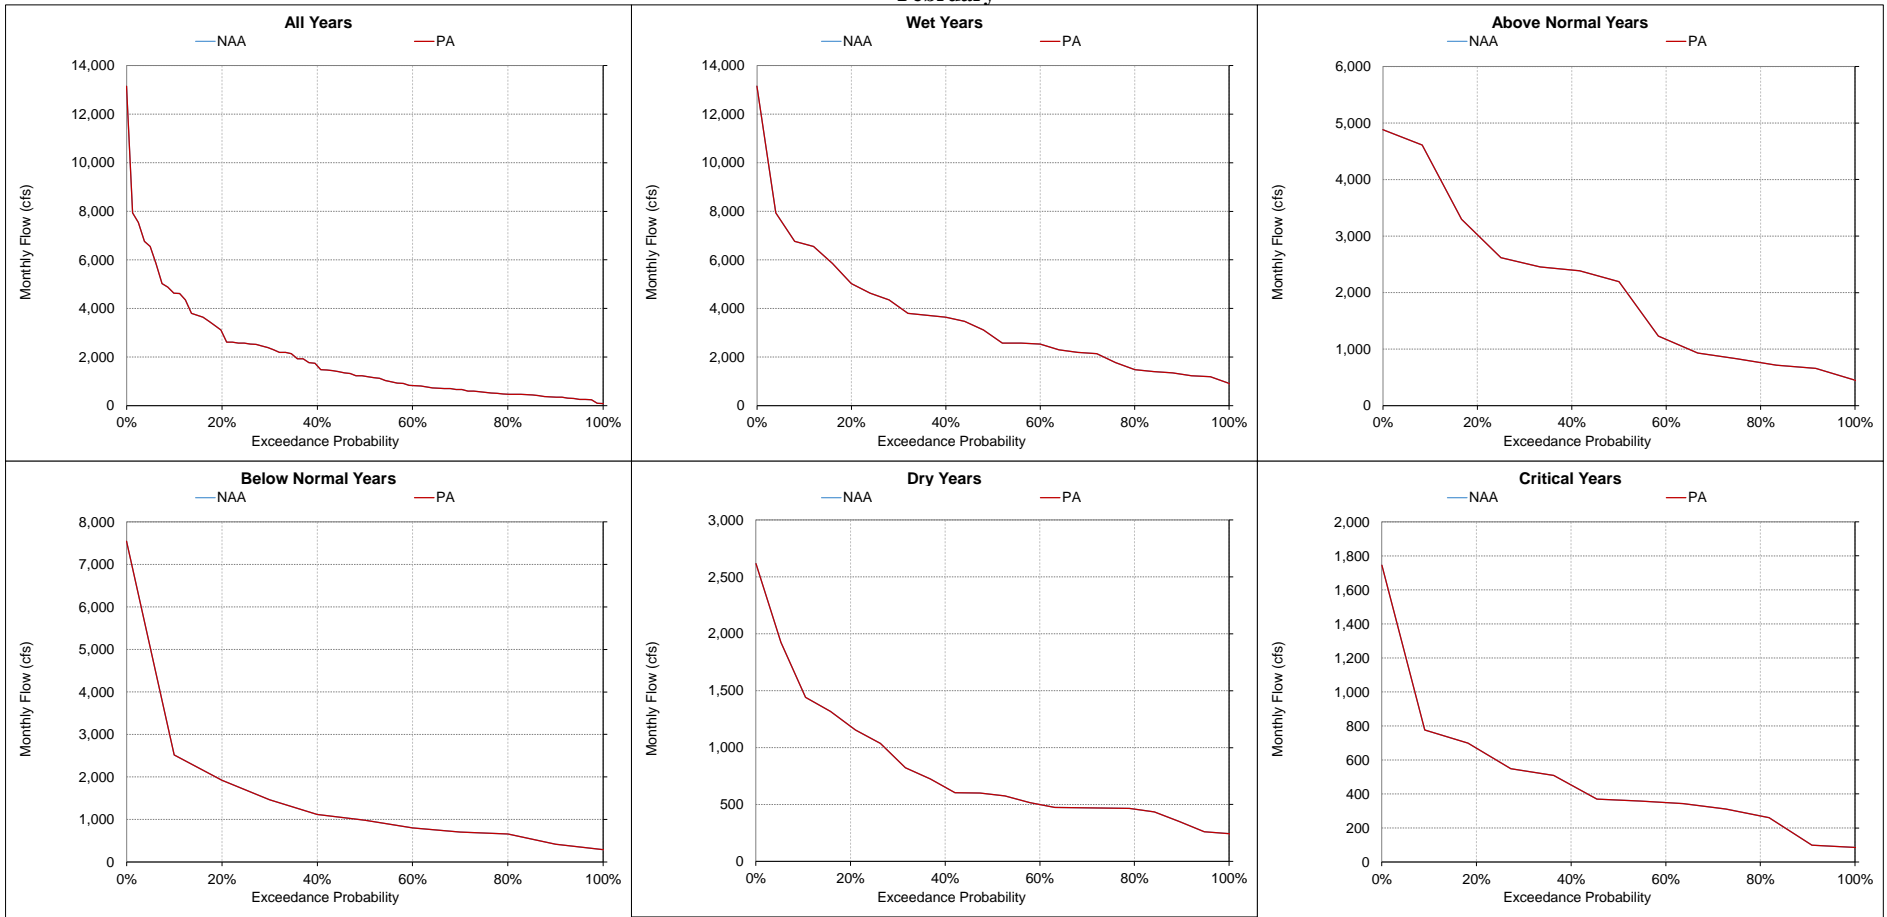 February
All Years
NAA PA
14,000
12,000
10,000
8,000
6,000
4,000
2,000
0
Monthly Flow (cfs)
0% 20% 40% 60% 80% 100%
Exceedance Probability
Wet Years
NAA PA
14,000
12,000
10,000
8,000
6,000
4,000
2,000
0
Monthly Flow (cfs)
0% 20% 40% 60% 80% 100%
Exceedance Probability
Above Normal Years
NAA PA
6,000
5,000
4,000
3,000
2,000
1,000
0
Monthly Flow (cfs)
0% 20% 40% 60% 80% 100%
Exceedance Probability
Below Normal Years
NAA PA
8,000
7,000
6,000
5,000
4,000
3,000
2,000
1,000
0
Monthly Flow (cfs)
0% 20% 40% 60% 80% 100%
Exceedance Probability
Dry Years
NAA PA
3,000
2,500
2,000
1,500
1,000
500
0
Monthly Flow (cfs)
0% 20% 40% 60% 80% 100%
Exceedance Probability
Critical Years
NAA PA
2,000
1,800
1,600
1,400
1,200
1,000
800
600
400
200
0
Monthly Flow (cfs)
0% 20% 40% 60% 80% 100%
Exceedance Probability